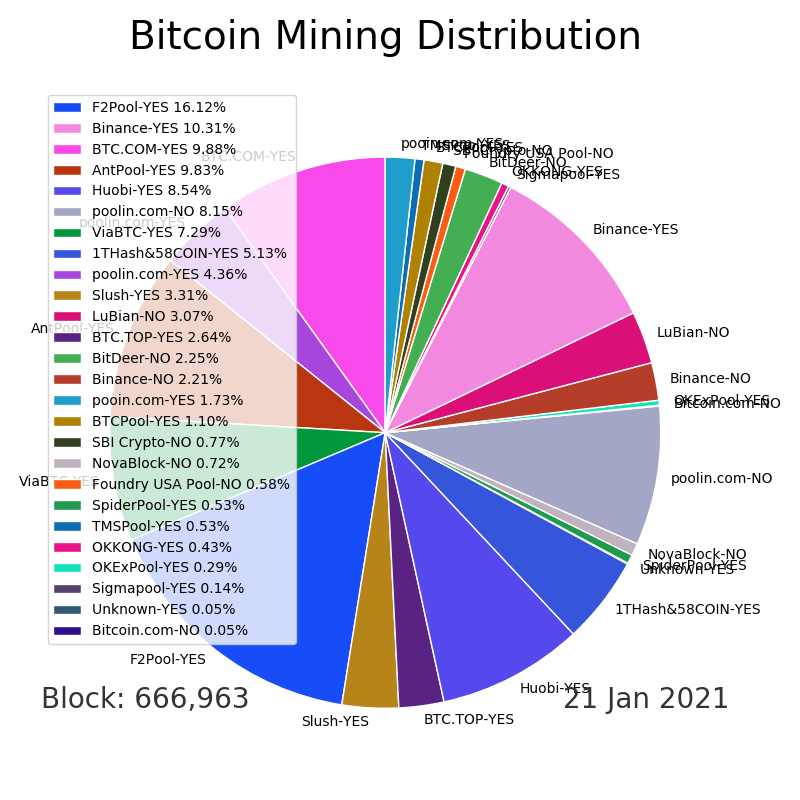 Bitcoin Mining Distribution
F2Pool-YES 16.12%
Binance-YES 10.31%
BTC.COM-YES 9.88%
AntPool-YES 9.83%
Huobi-YES 8.54%
poolin.com-NO 8.15%
ViaBTC-YES 7.29%
1THash&58COIN-YES 5.13%
poolin.com-YES 4.36%
Slush-YES 3.31%
LuBian-NO 3.07%
BTC.TOP-YES 2.64%
BitDeer-NO 2.25%
Binance-NO 2.21%
pooin.com-YES 1.73%
BTCPool-YES 1.10%
SBI Crypto-NO 0.77%
NovaBlock-NO 0.72%
Foundry USA Pool-NO 0.58%
SpiderPool-YES 0.53%
TMSPool-YES 0.53%
OKKONG-YES 0.43%
OKExPool-YES 0.29%
Sigmapool-YES 0.14%
Unknown-YES 0.05%
Bitcoin.com-NO 0.05%
pooin.com-YES
TMSPool-YES
BTCPool-YES
SBI Crypto-NO
Foundry USA Pool-NO
BitDeer-NO
OKKONG-YES
Sigmapool-YES
Binance-YES
LuBian-NO
Binance-NO
OKExPool-YES
Bitcoin.com-NO
poolin.com-NO
NovaBlock-NO
SpiderPool-YES
Unknown-YES
1THash&58COIN-YES
Huobi-YES
BTC.TOP-YES
Slush-YES
F2Pool-YES
ViaBTC-YES
AntPool-YES
poolin.com-YES
BTC.COM-YES
Block: 666,963
21 Jan 2021